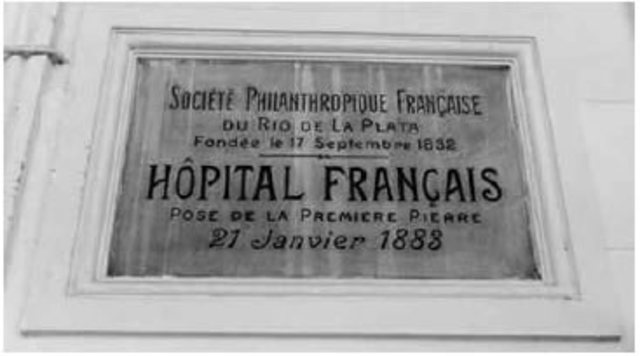 SOCIÉTÉ PHILANTHROPIQUE FRANÇAISE
DU RIO DE LA PLATA
Fondée le 17 Septembre 1832
HÔPITAL FRANÇAIS
POSE DE LA PREMIERE PIERRE
21 Janvier 1883